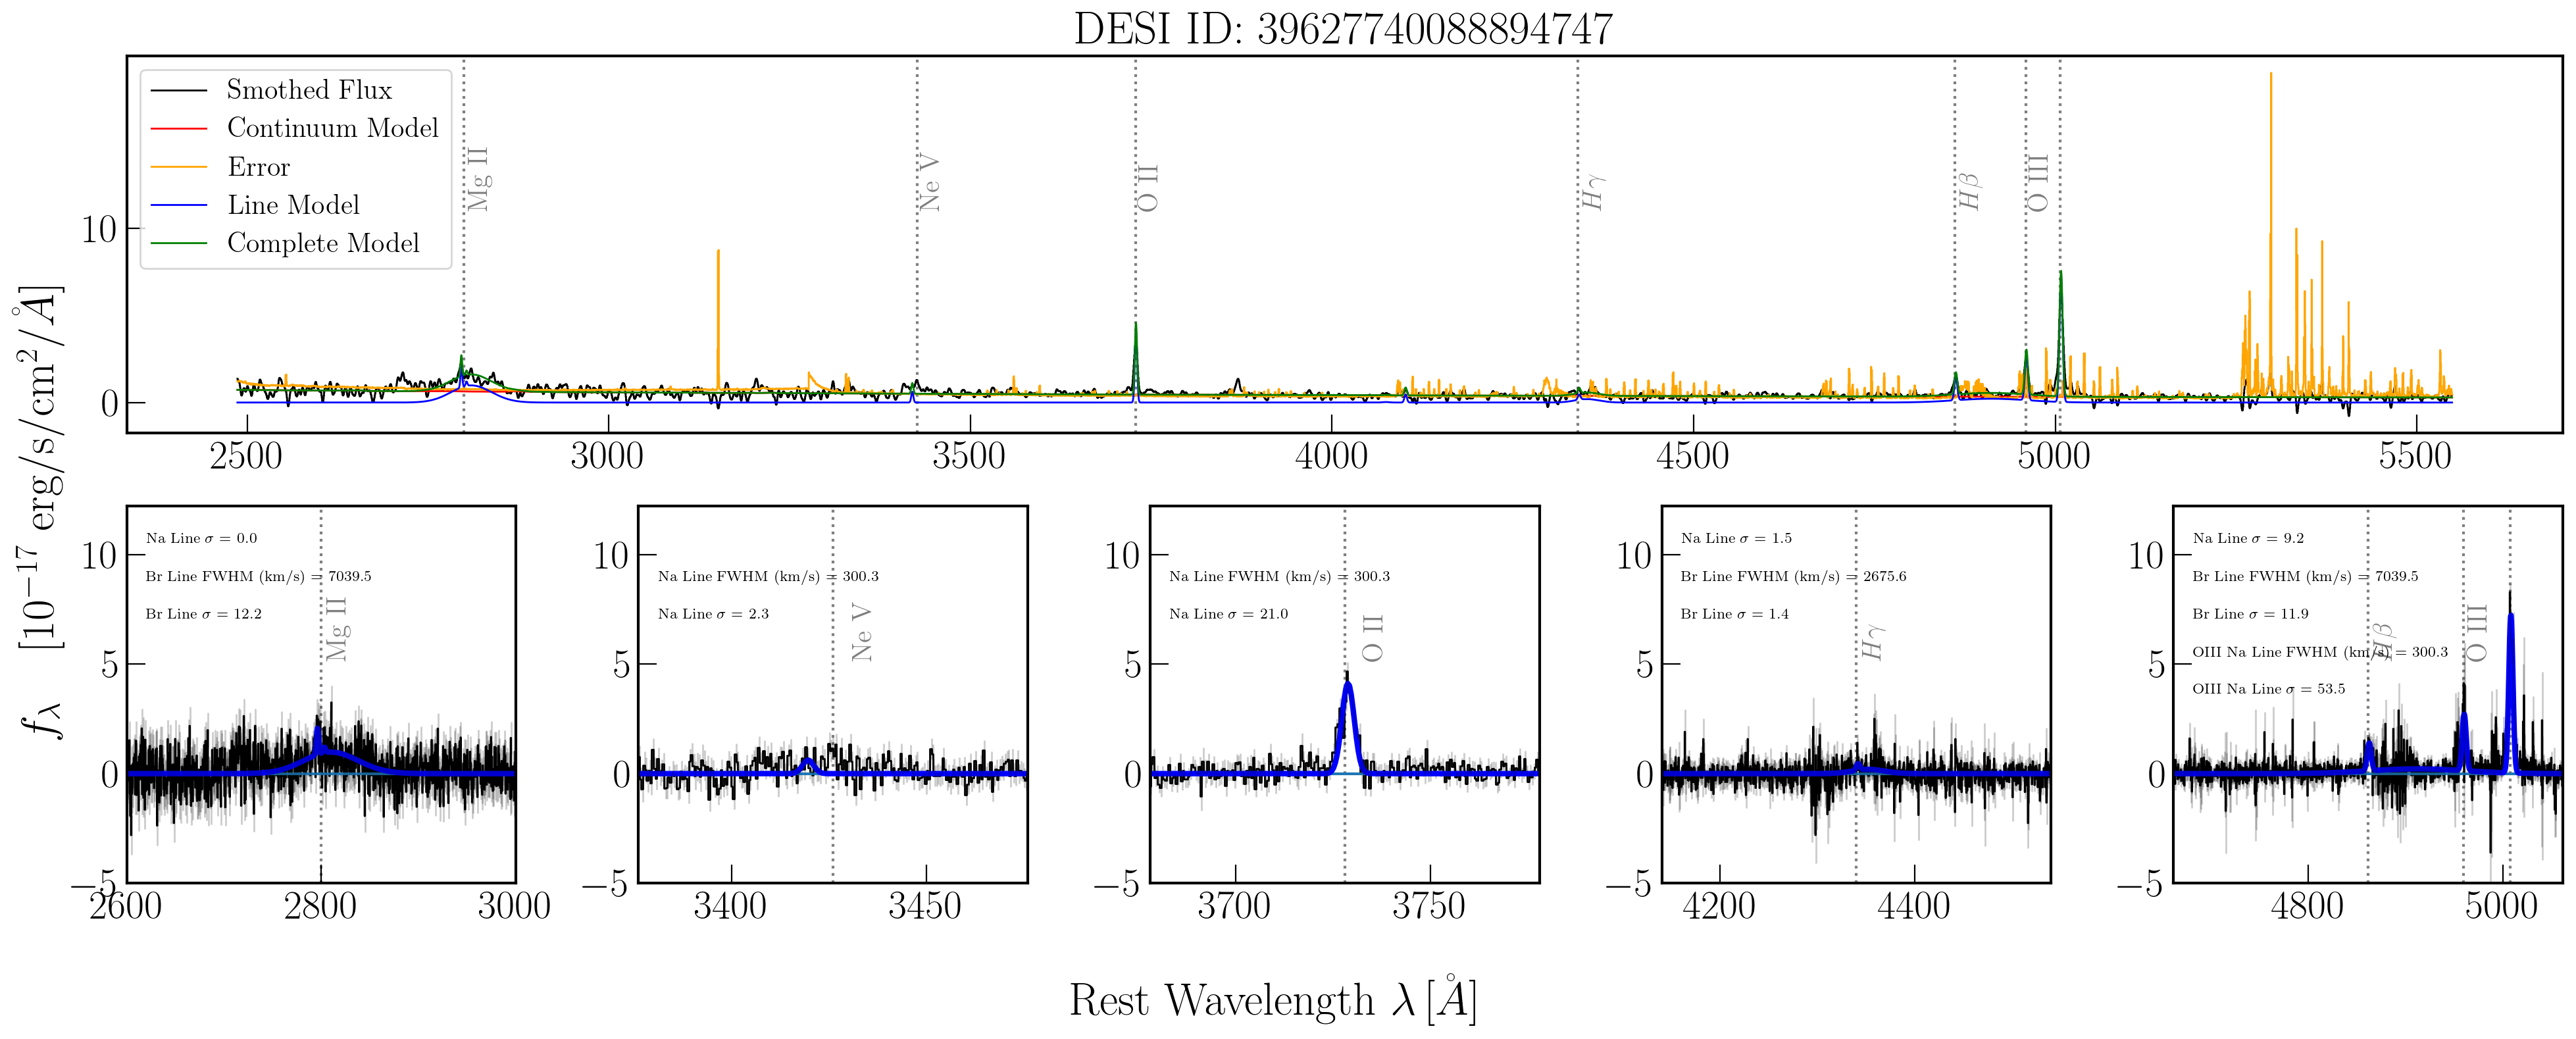 DESI ID: 39627740088894747
Smothed Flux
Continuum Model
Error
Line Model
Complete Model
Mg II
Ne V
O II
Hγ
Hβ
O III
10
0
2500 3000 3500 4000 4500 5000 5500
fλ [10⁻¹⁷ erg/s/cm²/Å]
Na Line σ = 0.0
Br Line FWHM (km/s) = 7039.5
Br Line σ = 12.2
Mg II
10
5
0
−5
2600 2800 3000
Na Line FWHM (km/s) = 300.3
Na Line σ = 2.3
Ne V
10
5
0
−5
3400 3450
Na Line FWHM (km/s) = 300.3
Na Line σ = 21.0
O II
10
5
0
−5
3700 3750
Na Line σ = 1.5
Br Line FWHM (km/s) = 2675.6
Br Line σ = 1.4
Hγ
10
5
0
−5
4200 4400
Na Line σ = 9.2
Br Line FWHM (km/s) = 7039.5
Br Line σ = 11.9
OIII Na Line FWHM (km/s) = 300.3
OIII Na Line σ = 53.5
Hβ
O III
10
5
0
−5
4800 5000
Rest Wavelength λ [Å]